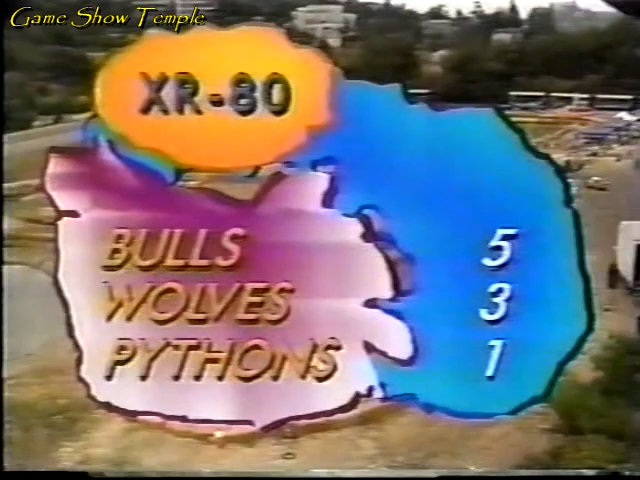 Game Show Temple
XR-80
BULLS 5
WOLVES 3
PYTHONS 1